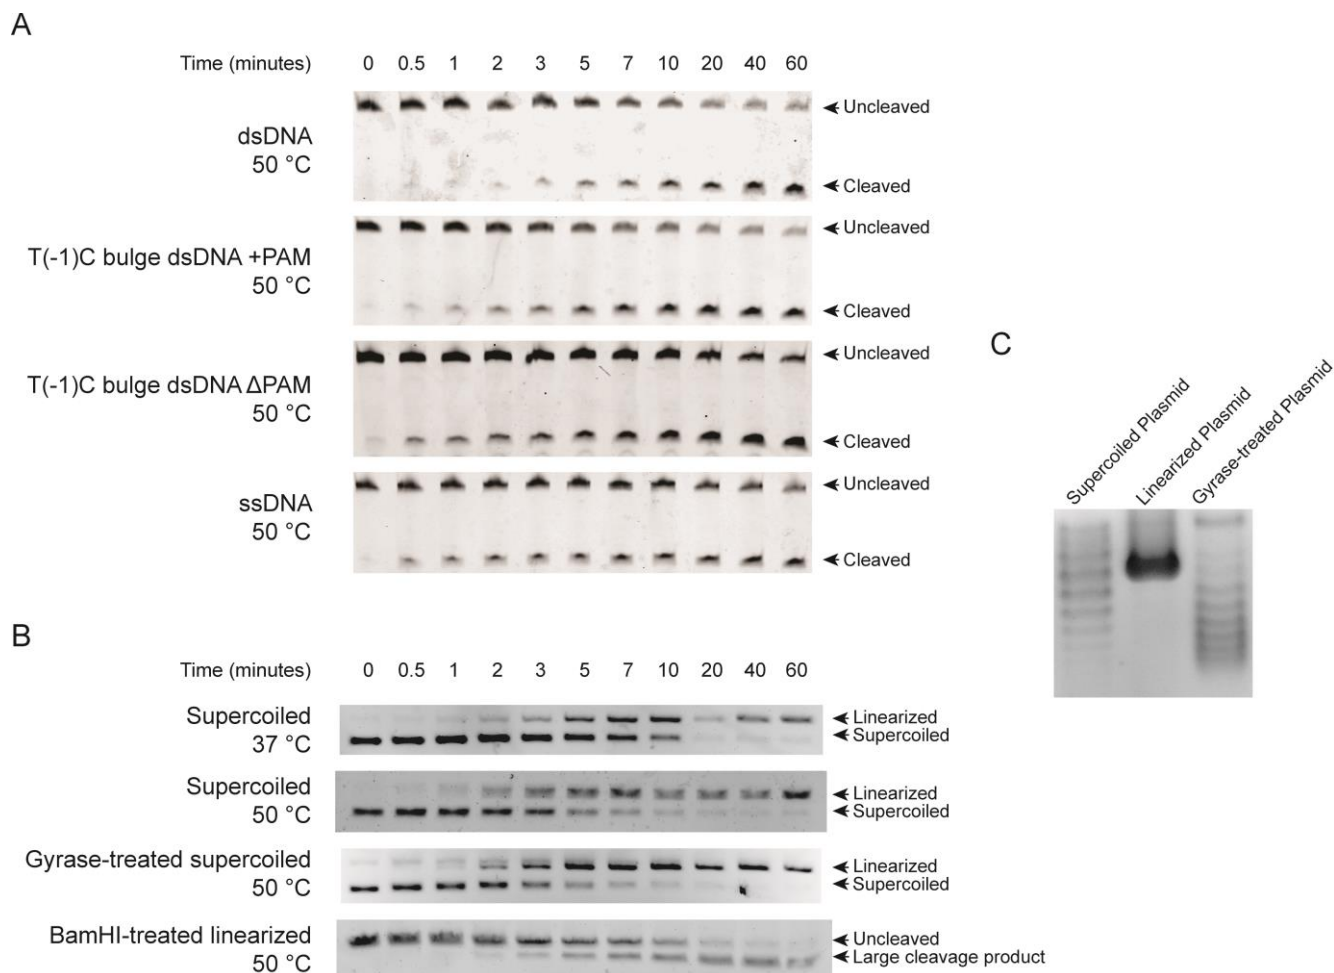 A
Time (minutes) 0 0.5 1 2 3 5 7 10 20 40 60
dsDNA
50 °C
Uncleaved
Cleaved
T(-1)C bulge dsDNA +PAM
50 °C
Uncleaved
Cleaved
T(-1)C bulge dsDNA ΔPAM
50 °C
Uncleaved
Cleaved
ssDNA
50 °C
Uncleaved
Cleaved
B
Time (minutes) 0 0.5 1 2 3 5 7 10 20 40 60
Supercoiled
37 °C
Linearized
Supercoiled
Supercoiled
50 °C
Linearized
Supercoiled
Gyrase-treated supercoiled
50 °C
Linearized
Supercoiled
BamHI-treated linearized
50 °C
Uncleaved
Large cleavage product
C
Supercoiled Plasmid
Linearized Plasmid
Gyrase-treated Plasmid